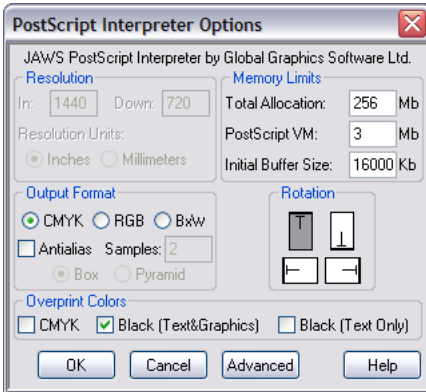 PostScript Interpreter Options
JAWS PostScript Interpreter by Global Graphics Software Ltd.
Resolution
In: 1440 Down: 720
Resolution Units:
Inches Millimeters
Memory Limits
Total Allocation: 256 Mb
PostScript VM: 3 Mb
Initial Buffer Size: 16000 Kb
Output Format
CMYK RGB BxW
Antialias Samples: 2
Box Pyramid
Rotation
Overprint Colors
CMYK Black (Text&Graphics) Black (Text Only)
OK Cancel Advanced Help